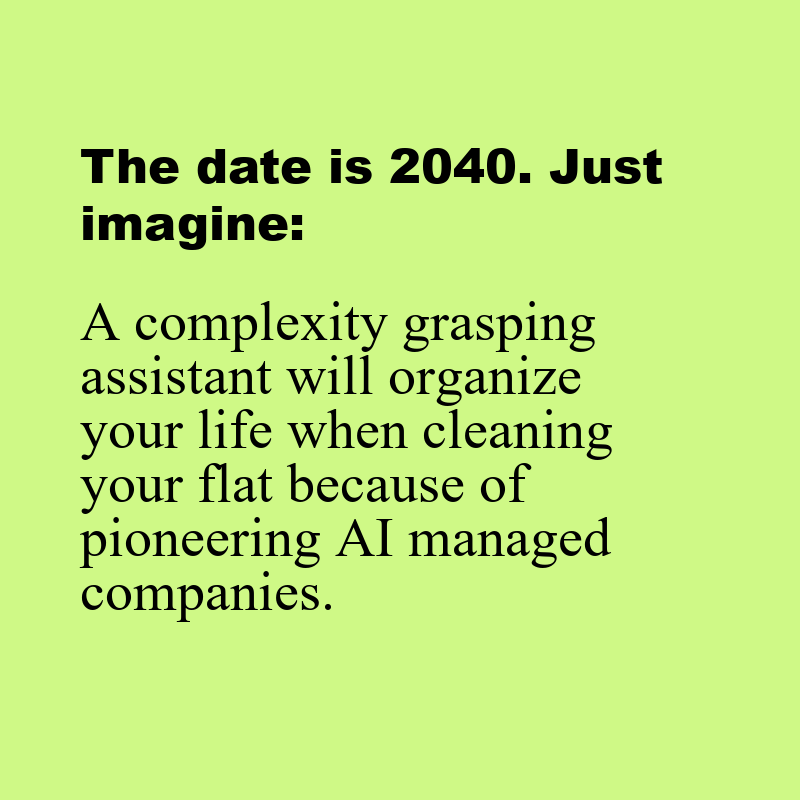 The date is 2040. Just
imagine:
A complexity grasping
assistant will organize
your life when cleaning
your flat because of
pioneering AI managed
companies.